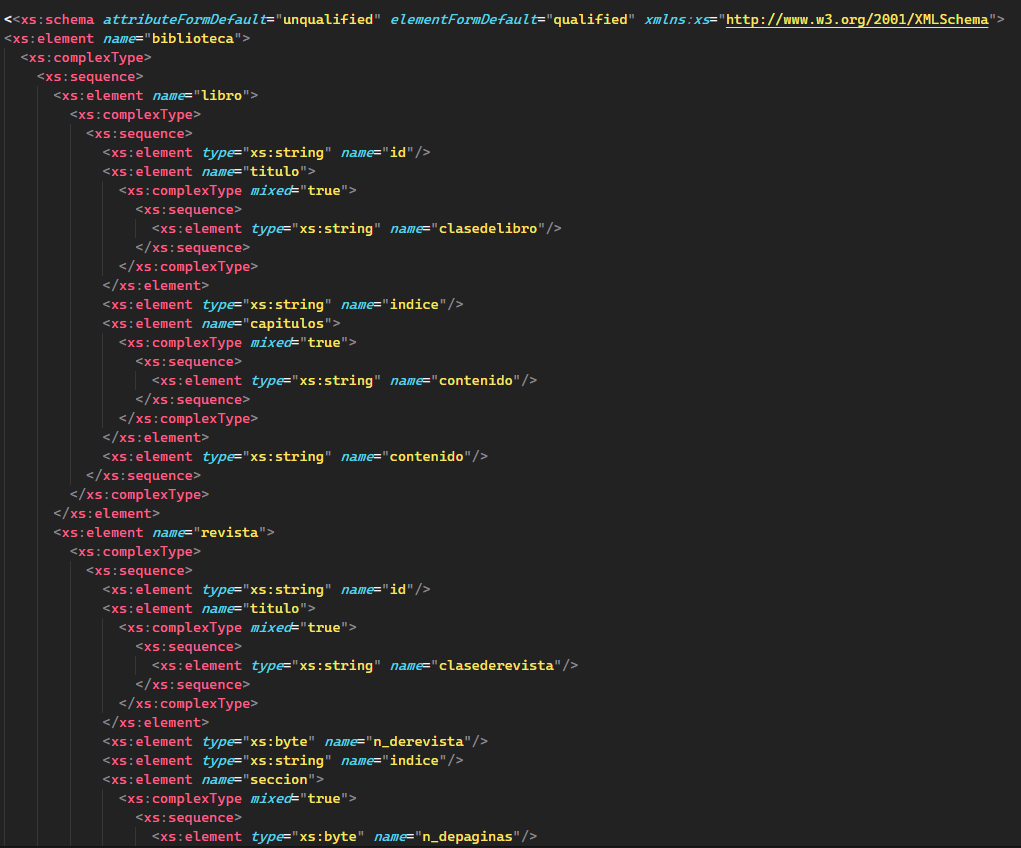 <<xs:schema attributeFormDefault="unqualified" elementFormDefault="qualified" xmlns:xs="http://www.w3.org/2001/XMLSchema">
<xs:element name="biblioteca">
<xs:complexType>
<xs:sequence>
<xs:element name="libro">
<xs:complexType>
<xs:sequence>
<xs:element type="xs:string" name="id"/>
<xs:element name="titulo">
<xs:complexType mixed="true">
<xs:sequence>
<xs:element type="xs:string" name="clasedelibro"/>
</xs:sequence>
</xs:complexType>
</xs:element>
<xs:element type="xs:string" name="indice"/>
<xs:element name="capitulos">
<xs:complexType mixed="true">
<xs:sequence>
<xs:element type="xs:string" name="contenido"/>
</xs:sequence>
</xs:complexType>
</xs:element>
<xs:element type="xs:string" name="contenido"/>
</xs:sequence>
</xs:complexType>
</xs:element>
<xs:element name="revista">
<xs:complexType>
<xs:sequence>
<xs:element type="xs:string" name="id"/>
<xs:element name="titulo">
<xs:complexType mixed="true">
<xs:sequence>
<xs:element type="xs:string" name="clasederevista"/>
</xs:sequence>
</xs:complexType>
</xs:element>
<xs:element type="xs:byte" name="n_derevista"/>
<xs:element type="xs:string" name="indice"/>
<xs:element name="seccion">
<xs:complexType mixed="true">
<xs:sequence>
<xs:element type="xs:byte" name="n_depaginas"/>